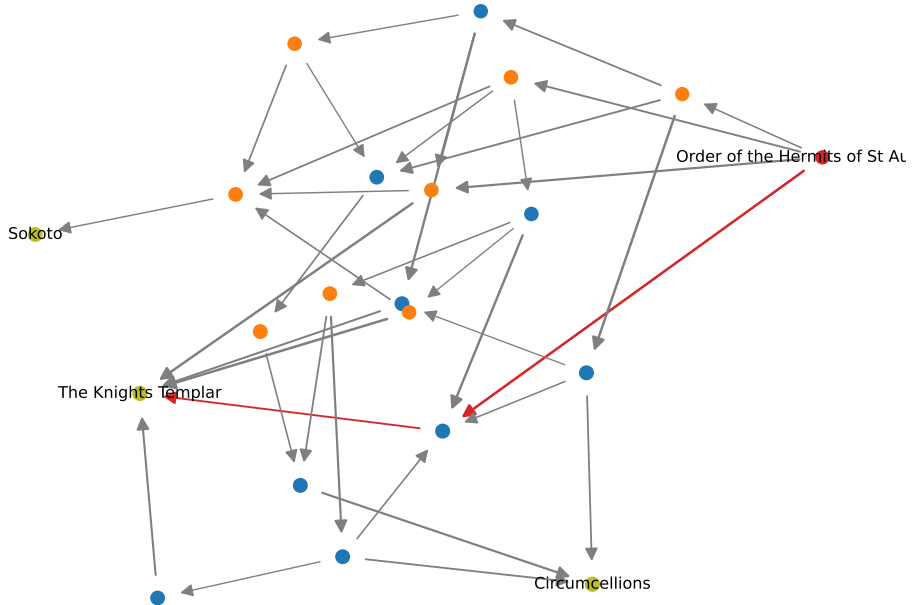 Order of the Hermits of St Au
Sokoto
The Knights Templar
Circumcellions